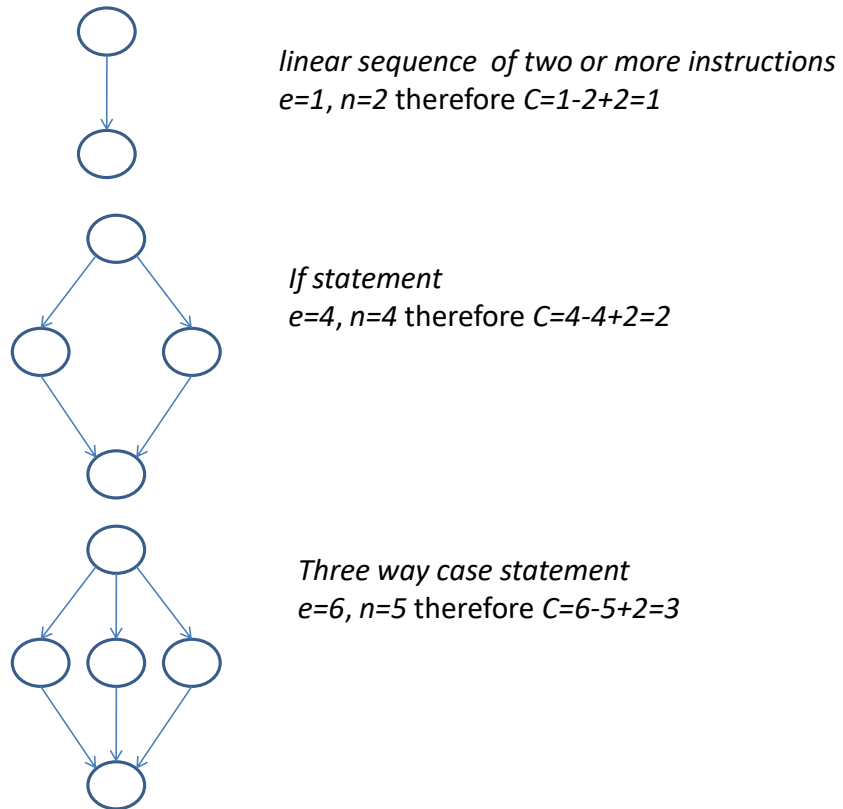 linear sequence  of two or more instructions
e=1, n=2 therefore C=1-2+2=1
If statement
e=4, n=4 therefore C=4-4+2=2
Three way case statement
e=6, n=5 therefore C=6-5+2=3